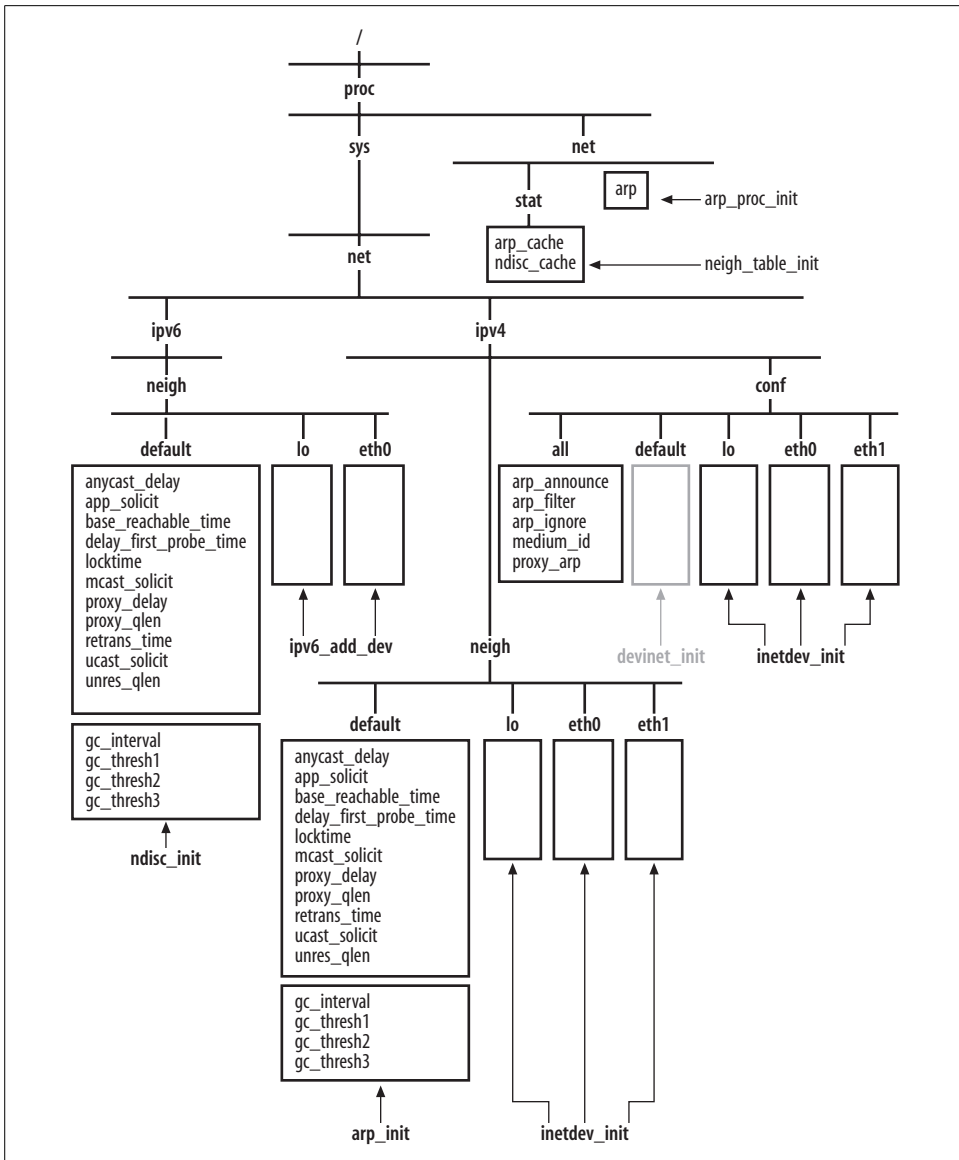 /
proc
sys
net
stat
arp
arp_proc_init
arp_cache
ndisc_cache
neigh_table_init
net
ipv6
ipv4
neigh
conf
default
lo
eth0
all
default
lo
eth0
eth1
anycast_delay
app_solicit
base_reachable_time
delay_first_probe_time
locktime
mcast_solicit
proxy_delay
proxy_qlen
retrans_time
ucast_solicit
unres_qlen
arp_announce
arp_filter
arp_ignore
medium_id
proxy_arp
ipv6_add_dev
neigh
devinet_init
inetdev_init
gc_interval
gc_thresh1
gc_thresh2
gc_thresh3
ndisc_init
default
lo
eth0
eth1
anycast_delay
app_solicit
base_reachable_time
delay_first_probe_time
locktime
mcast_solicit
proxy_delay
proxy_qlen
retrans_time
ucast_solicit
unres_qlen
gc_interval
gc_thresh1
gc_thresh2
gc_thresh3
arp_init
inetdev_init